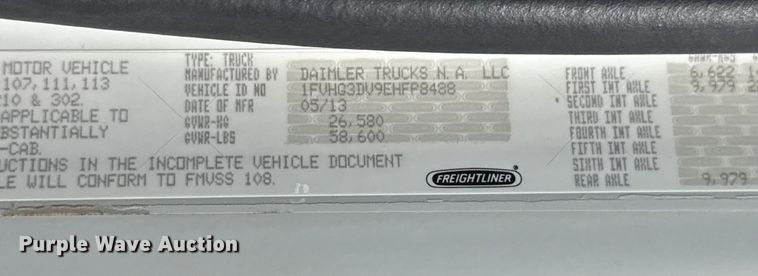 MOTOR VEHICLE
107, 111, 113
10 & 302.
APPLICABLE TO
BSTANTIALLY
-CAB.
UCTIONS IN THE INCOMPLETE VEHICLE DOCUMENT
LE WILL CONFORM TO FMVSS 108.
TYPE: TRUCK
MANUFACTURED BY DAIMLER TRUCKS N.A. LLC
VEHICLE ID NO 1FVHG3DV9EHFP8488
DATE OF MFR 05/13
GVWR-KG 26,580
GVWR-LBS 58,600
FREIGHTLINER
FRONT AXLE 6,622
FIRST INT AXLE 9,979
SECOND INT AXLE
THIRD INT AXLE
FOURTH INT AXLE
FIFTH INT AXLE
SIXTH INT AXLE
REAR AXLE 9,979
Purple Wave Auction